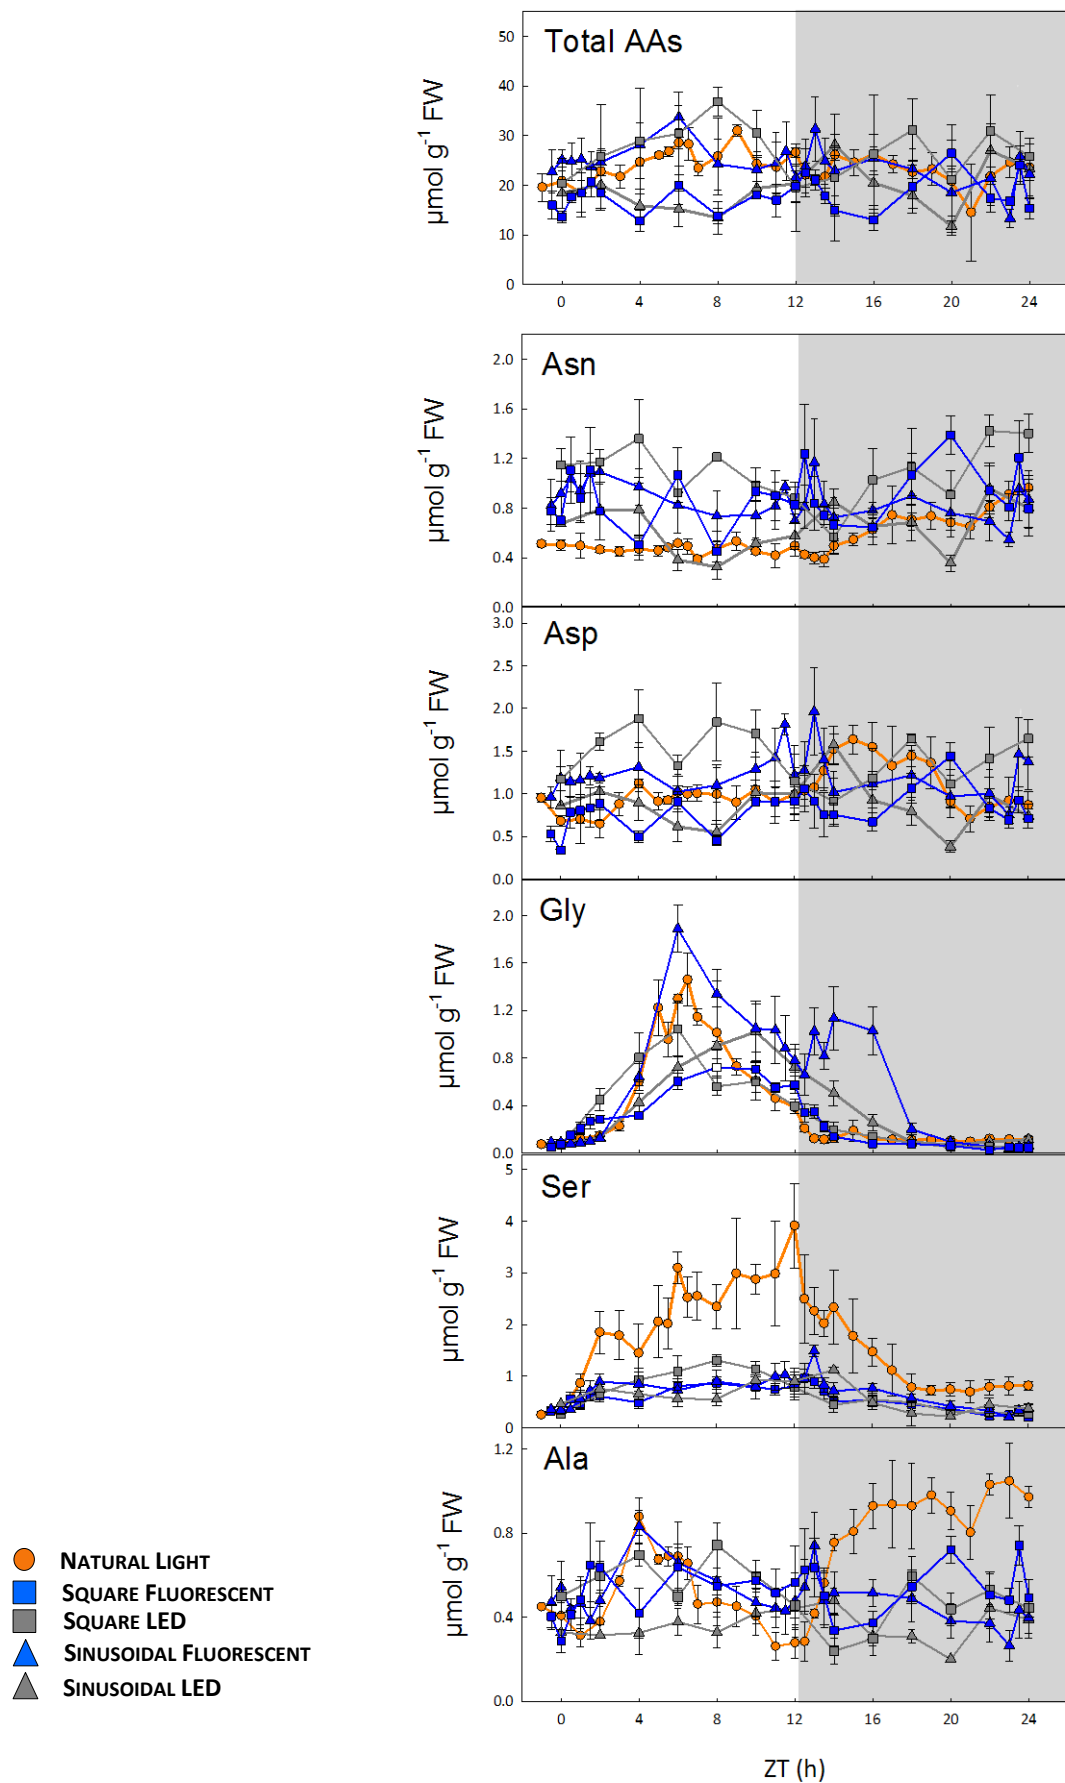 Total AAs
µmol g⁻¹ FW
50
40
30
20
10
0
0 4 8 12 16 20 24
Asn
µmol g⁻¹ FW
2.0
1.6
1.2
0.8
0.4
0.0
Asp
µmol g⁻¹ FW
3.0
2.5
2.0
1.5
1.0
0.5
0.0
Gly
µmol g⁻¹ FW
2.0
1.6
1.2
0.8
0.4
0.0
Ser
µmol g⁻¹ FW
5
4
3
2
1
0
Ala
µmol g⁻¹ FW
1.2
0.8
0.4
0.0
0 4 8 12 16 20 24
ZT (h)
NATURAL LIGHT
SQUARE FLUORESCENT
SQUARE LED
SINUSOIDAL FLUORESCENT
SINUSOIDAL LED